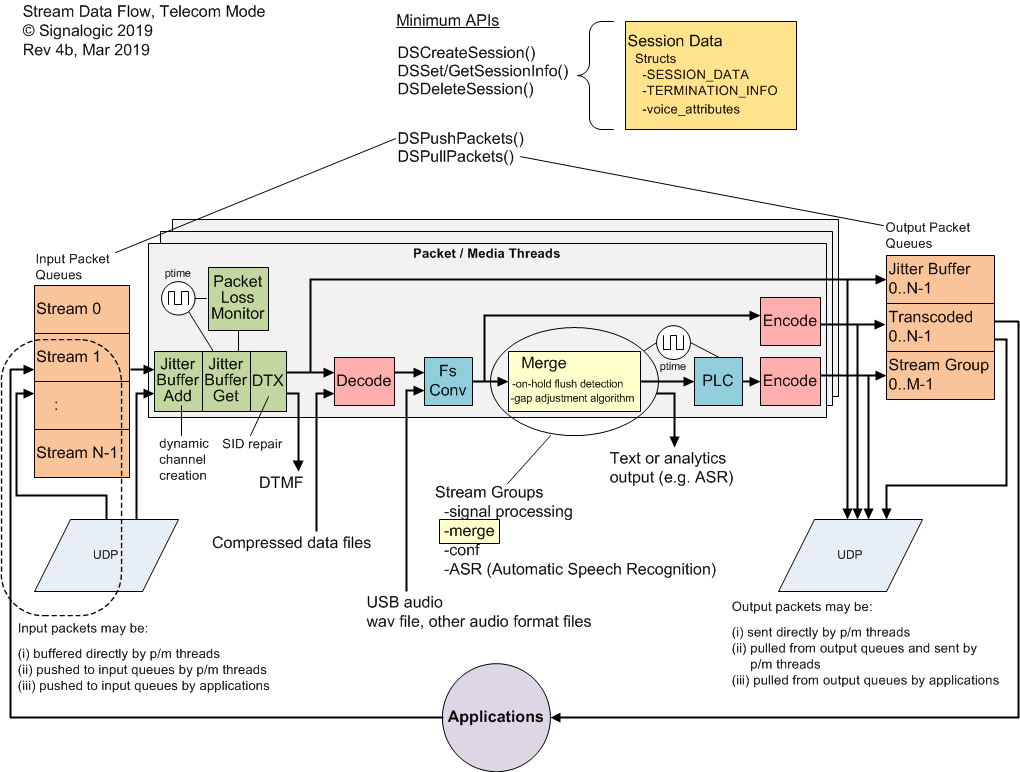 Stream Data Flow, Telecom Mode
© Signalogic 2019
Rev 4b, Mar 2019
Minimum APIs
DSCreateSession()
DSSet/GetSessionInfo()
DSDeleteSession()
Session Data
Structs
-SESSION_DATA
-TERMINATION_INFO
-voice_attributes
DSPushPackets()
DSPullPackets()
Input Packet
Queues
Stream 0
Stream 1
:
Stream N-1
Packet / Media Threads
ptime
Packet
Loss
Monitor
Jitter
Buffer
Add
Jitter
Buffer
Get
DTX
dynamic
channel
creation
SID repair
DTMF
Decode
Fs
Conv
Merge
-on-hold flush detection
-gap adjustment algorithm
ptime
PLC
Encode
Encode
Output Packet
Queues
Jitter Buffer
0..N-1
Transcoded
0..N-1
Stream Group
0..M-1
Text or analytics
output (e.g. ASR)
Stream Groups
-signal processing
-merge
-conf
-ASR (Automatic Speech Recognition)
Compressed data files
USB audio
wav file, other audio format files
UDP
UDP
Input packets may be:
(i) buffered directly by p/m threads
(ii) pushed to input queues by p/m threads
(iii) pushed to input queues by applications
Output packets may be:
(i) sent directly by p/m threads
(ii) pulled from output queues and sent by
p/m threads
(iii) pulled from output queues by applications
Applications